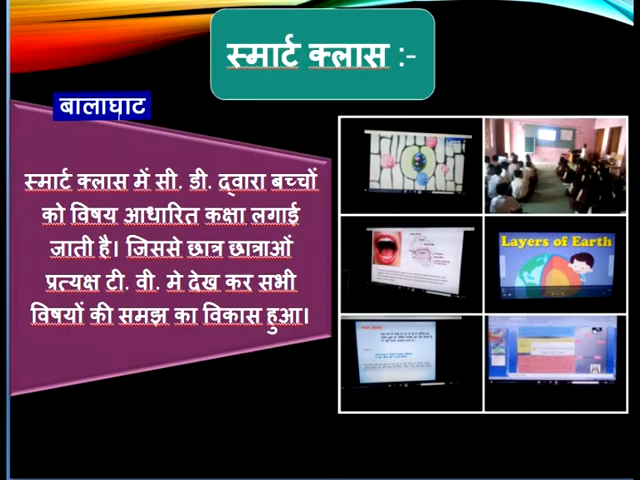 स्मार्ट क्लास :-
बालाघाट
स्मार्ट क्लास में सी. डी. द्वारा बच्चों
को विषय आधारित कक्षा लगाई
जाती है। जिससे छात्र छात्राओं
प्रत्यक्ष टी. वी. मे देख कर सभी
विषयों की समझ का विकास हुआ।
Layers of Earth